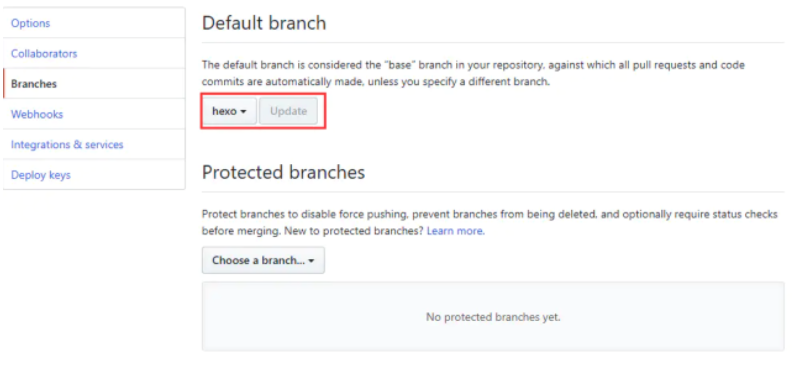 Options
Collaborators
Branches
Webhooks
Integrations & services
Deploy keys
Default branch
The default branch is considered the "base" branch in your repository, against which all pull requests and code
commits are automatically made, unless you specify a different branch.
hexo Update
Protected branches
Protect branches to disable force pushing, prevent branches from being deleted, and optionally require status checks
before merging. New to protected branches? Learn more.
Choose a branch...
No protected branches yet.